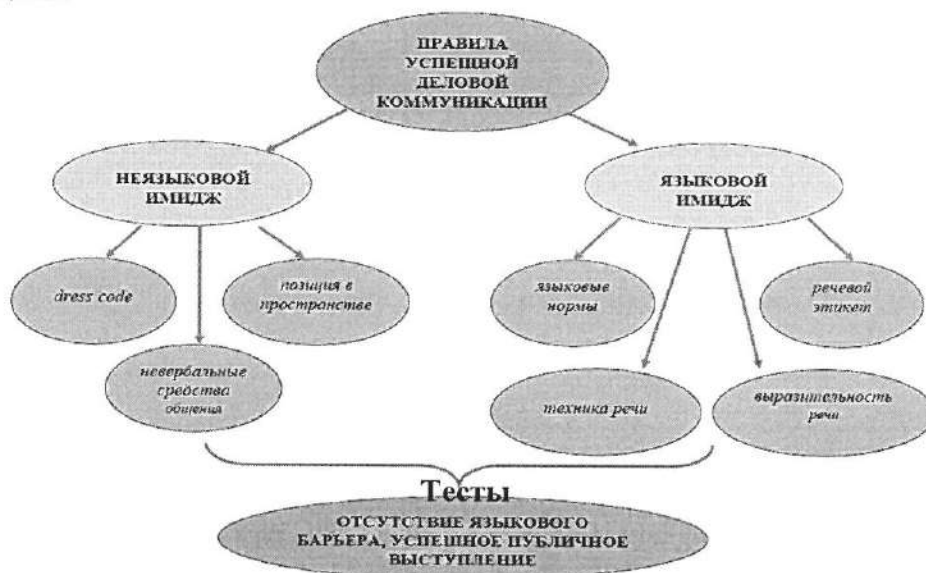 ПРАВИЛА
УСПЕШНОЙ
ДЕЛОВОЙ
КОММУНИКАЦИИ
НЕЯЗЫКОВОЙ
ИМИДЖ
ЯЗЫКОВОЙ
ИМИДЖ
dress code
позиция в
пространстве
языковые
нормы
речевой
этикет
невербальные
средства
общения
техника речи
выразительность
речи
Тесты
ОТСУТСТВИЕ ЯЗЫКОВОГО
БАРЬЕРА, УСПЕШНОЕ ПУБЛИЧНОЕ
ВЫСТУПЛЕНИЕ